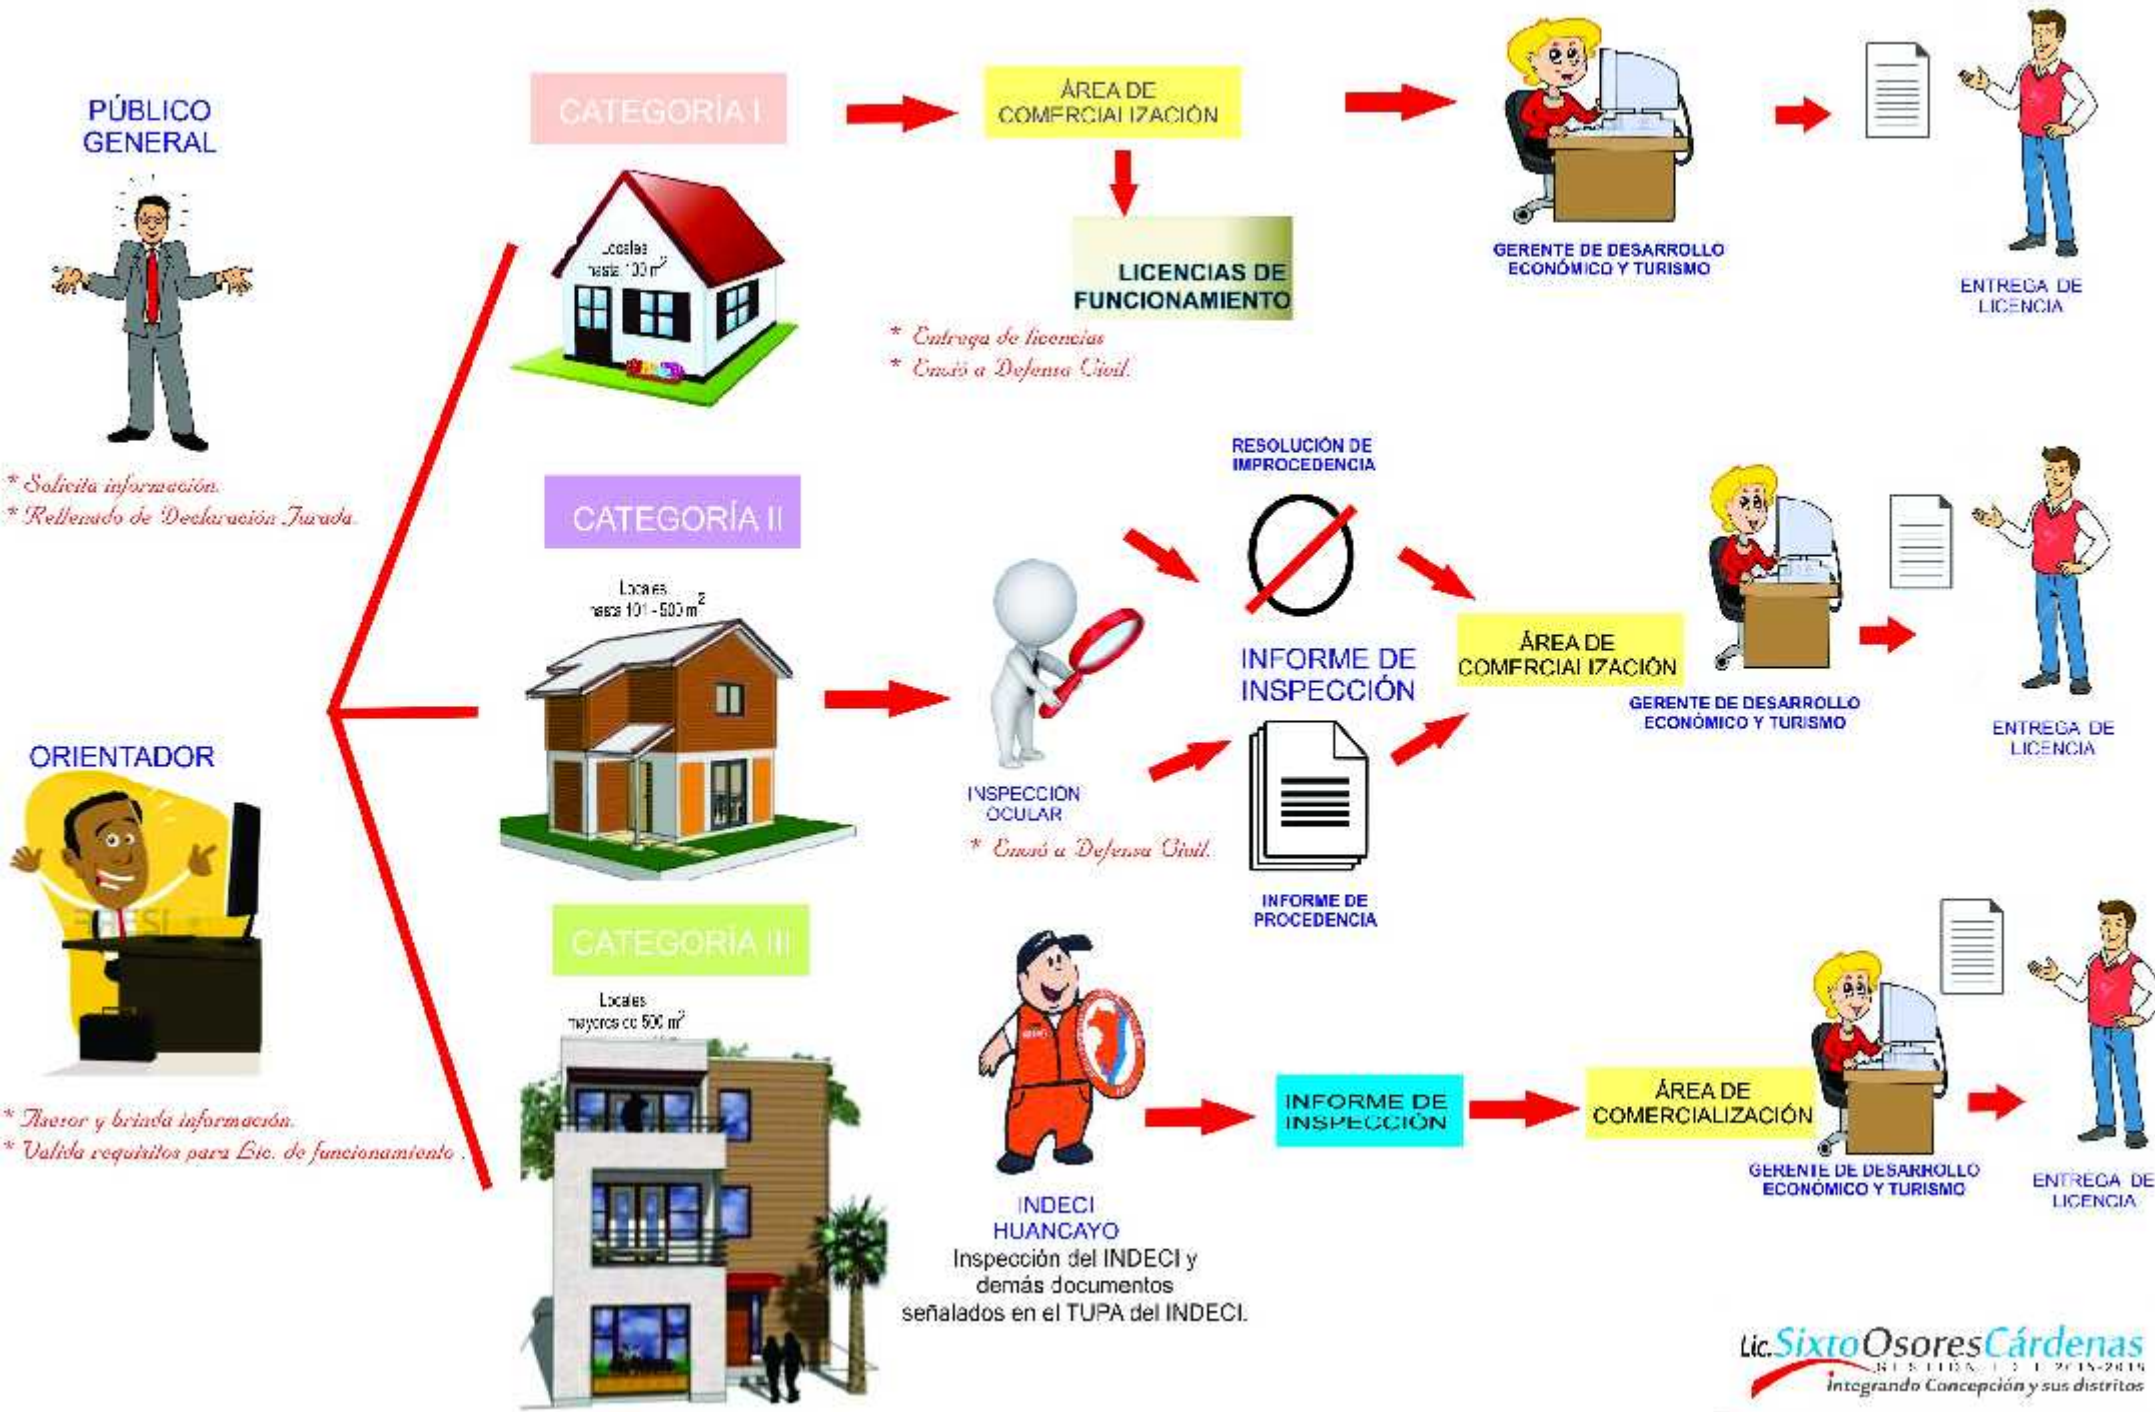 PÚBLICO
GENERAL
* Solicita información.
* Rellenado de Declaración Jurada.
ORIENTADOR
* Asesor y brinda información.
* Valida requisitos para Lic. de funcionamiento.
CATEGORÍA I
Locales
hasta 100 m²
ÁREA DE
COMERCIALIZACIÓN
LICENCIAS DE
FUNCIONAMIENTO
* Entrega de licencias
* Envió a Defensa Civil.
GERENTE DE DESARROLLO
ECONÓMICO Y TURISMO
ENTREGA DE
LICENCIA
CATEGORÍA II
Locales
hasta 101 - 500 m²
INSPECCIÓN
OCULAR
* Envió a Defensa Civil.
RESOLUCIÓN DE
IMPROCEDENCIA
INFORME DE
INSPECCIÓN
INFORME DE
PROCEDENCIA
ÁREA DE
COMERCIALIZACIÓN
GERENTE DE DESARROLLO
ECONÓMICO Y TURISMO
ENTREGA DE
LICENCIA
CATEGORÍA III
Locales
mayores de 500 m²
INDECI
HUANCAYO
Inspección del INDECI y
demás documentos
señalados en el TUPA del INDECI.
INFORME DE
INSPECCIÓN
ÁREA DE
COMERCIALIZACIÓN
GERENTE DE DESARROLLO
ECONÓMICO Y TURISMO
ENTREGA DE
LICENCIA
Lic. Sixto Osores Cárdenas
GESTIÓN 2015-2018
Integrando Concepción y sus distritos